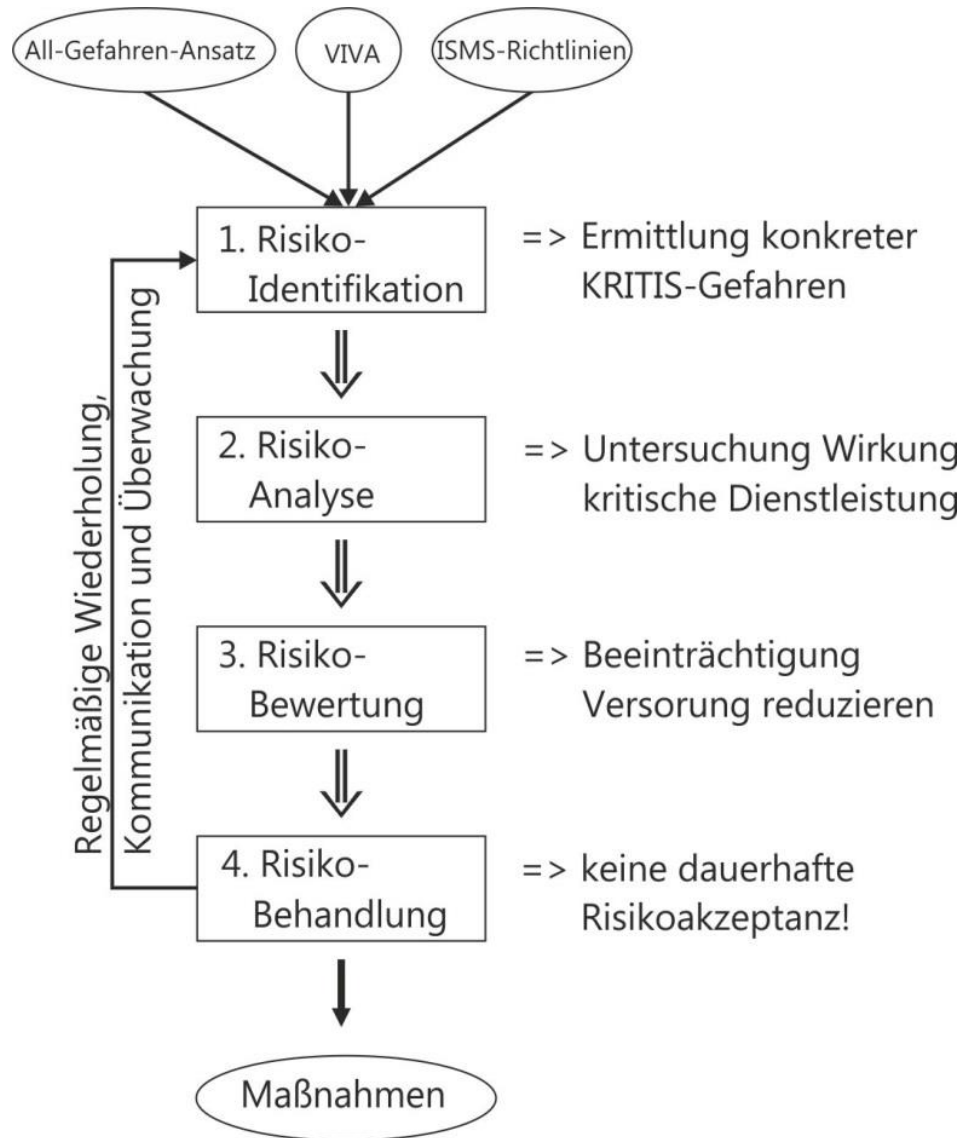 All-Gefahren-Ansatz
VIVA
ISMS-Richtlinien
1. Risiko-
Identifikation
=> Ermittlung konkreter
KRITIS-Gefahren
2. Risiko-
Analyse
=> Untersuchung Wirkung
kritische Dienstleistung
3. Risiko-
Bewertung
=> Beeinträchtigung
Versorung reduzieren
4. Risiko-
Behandlung
=> keine dauerhafte
Risikoakzeptanz!
Regelmäßige Wiederholung,
Kommunikation und Überwachung
Maßnahmen